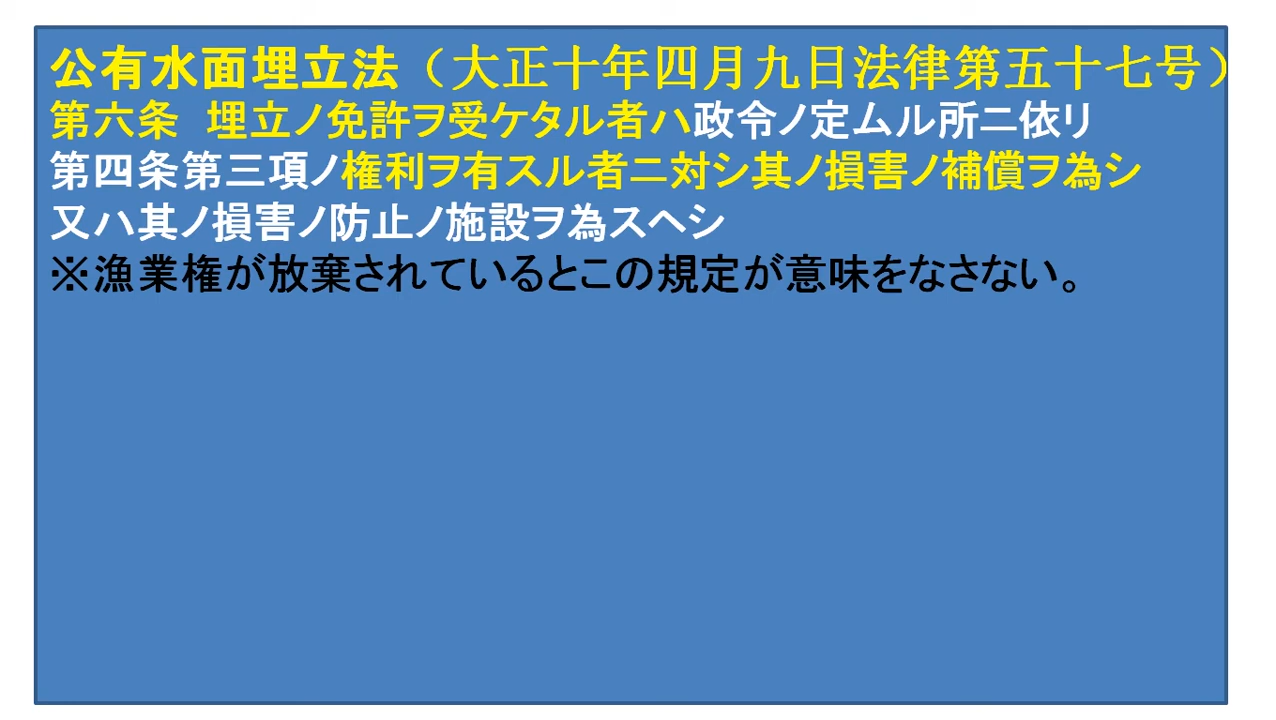 公有水面埋立法（大正十年四月九日法律第五十七号）
第六条　埋立ノ免許ヲ受ケタル者ハ政令ノ定ムル所ニ依リ
第四条第三項ノ権利ヲ有スル者ニ対シ其ノ損害ノ補償ヲ為シ
又ハ其ノ損害ノ防止ノ施設ヲ為スヘシ
※漁業権が放棄されているとこの規定が意味をなさない。